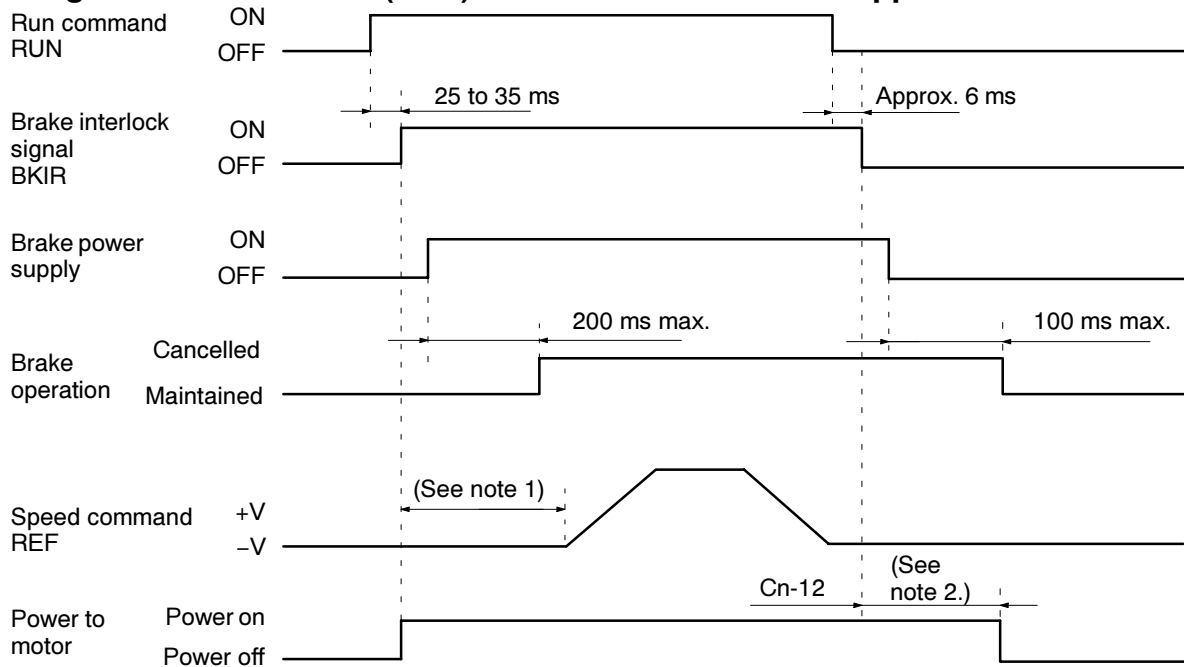 Run command
RUN
ON
OFF
25 to 35 ms
Approx. 6 ms
Brake interlock
signal
BKIR
ON
OFF
Brake power
supply
ON
OFF
200 ms max.
100 ms max.
Brake
operation
Cancelled
Maintained
(See note 1)
Speed command
REF
+V
−V
Cn-12
(See
note 2.)
Power to
motor
Power on
Power off